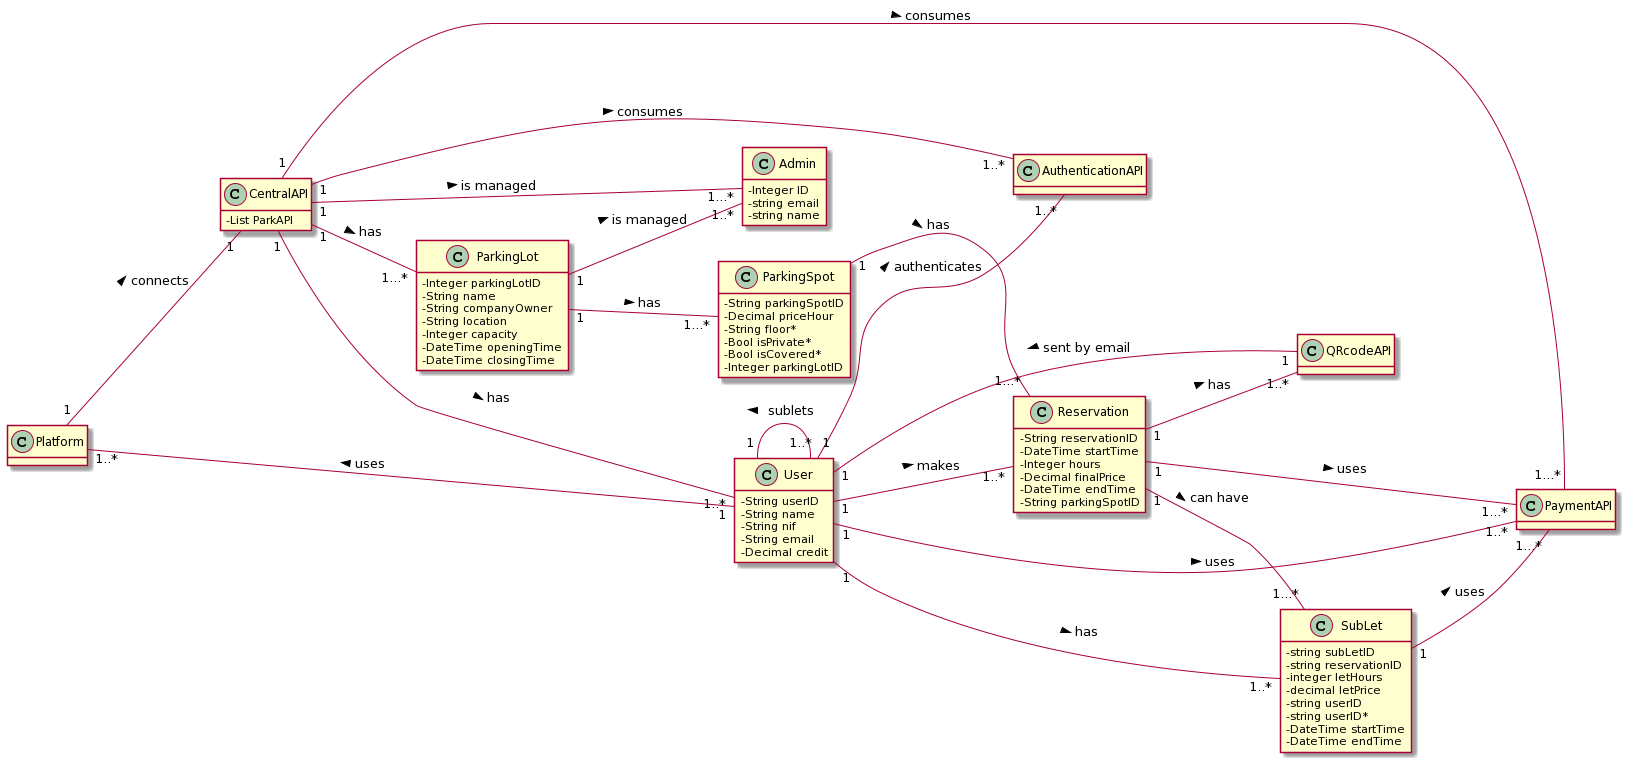 consumes
consumes
1
1..*
C AuthenticationAPI
C Admin
-Integer ID
-string email
-string name
C CentralAPI
-List ParkAPI
1
is managed
1...*
1
is managed
1..*
1
has
1...*
1
1
connects
1
C ParkingLot
-Integer parkingLotID
-String name
-String companyOwner
-String location
-Integer capacity
-DateTime openingTime
-DateTime closingTime
1
1
has
1...*
C ParkingSpot
-String parkingSpotID
-Decimal priceHour
-String floor*
-Bool isPrivate*
-Bool isCovered*
-Integer parkingLotID
1
has
1..*
authenticates
sent by email
1
C QRcodeAPI
1...*
has
1..*
has
C Platform
1..*
uses
sublets
1
1..*
1
C User
-String userID
-String name
-String nif
-String email
-Decimal credit
1..*
1
1
makes
1..*
1
1
1
C Reservation
-String reservationID
-DateTime startTime
-Integer hours
-Decimal finalPrice
-DateTime endTime
-String parkingSpotID
1
1
uses
1...*
1
can have
1...*
1...*
C PaymentAPI
1..*
1...*
uses
uses
has
1..*
1
C SubLet
-string subLetID
-string reservationID
-integer letHours
-decimal letPrice
-string userID
-string userID*
-DateTime startTime
-DateTime endTime